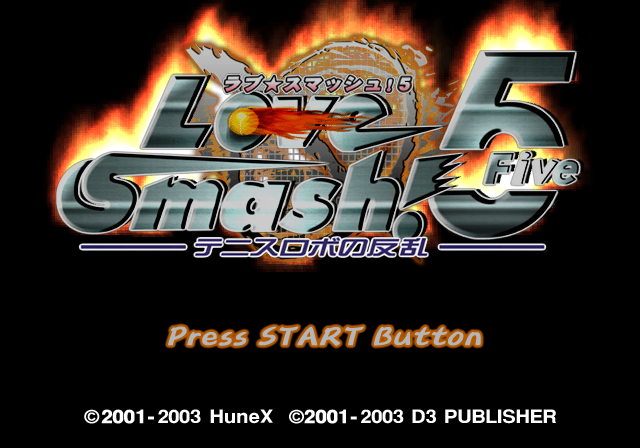 ラブ★スマッシュ!5
Love
Smash! 5
Five
テニスロボの反乱
Press START Button
©2001-2003 HuneX ©2001-2003 D3 PUBLISHER